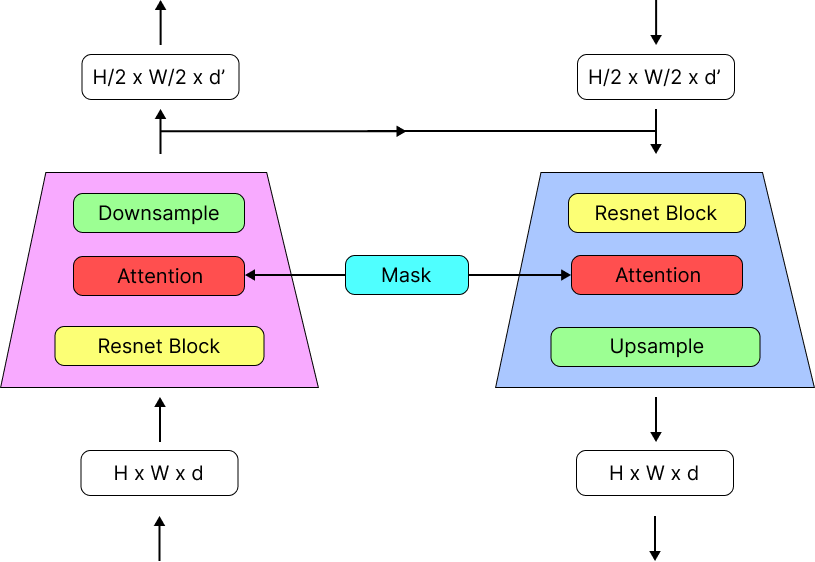 H/2 x W/2 x d’
H/2 x W/2 x d’
Downsample
Resnet Block
Attention
Mask
Attention
Resnet Block
Upsample
H x W x d
H x W x d